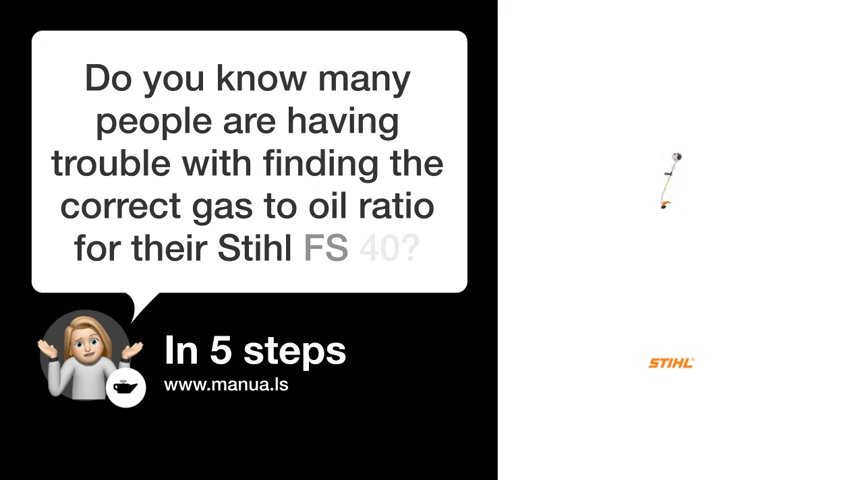 Do you know many
people are having
trouble with finding the
correct gas to oil ratio
for their Stihl FS 40?
In 5 steps
www.manua.ls
STIHL